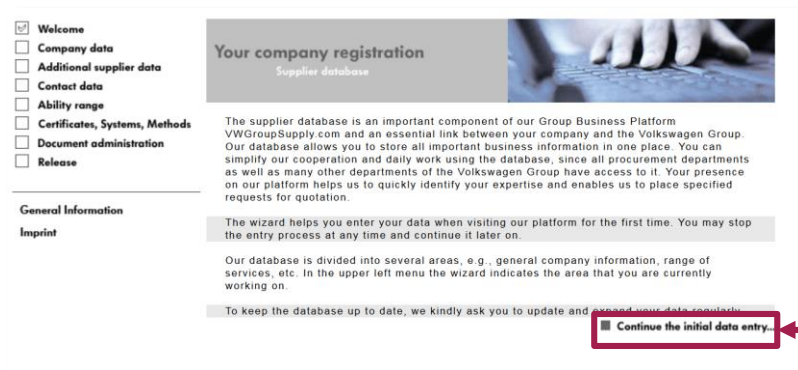 Welcome
Company data
Additional supplier data
Contact data
Ability range
Certificates, Systems, Methods
Document administration
Release
General Information
Imprint
Your company registration
Supplier database
The supplier database is an important component of our Group Business Platform
VWGroupSupply.com and an essential link between your company and the Volkswagen Group.
Our database allows you to store all important business information in one place. You can
simplify our cooperation and daily work using the database, since all procurement departments
as well as many other departments of the Volkswagen Group have access to it. Your presence
on our platform helps us to quickly identify your expertise and enables us to place specified
requests for quotation.
The wizard helps you enter your data when visiting our platform for the first time. You may stop
the entry process at any time and continue it later on.
Our database is divided into several areas, e.g., general company information, range of
services, etc. In the upper left menu the wizard indicates the area that you are currently
working on.
To keep the database up to date, we kindly ask you to update and expand your data regularly.
Continue the initial data entry...